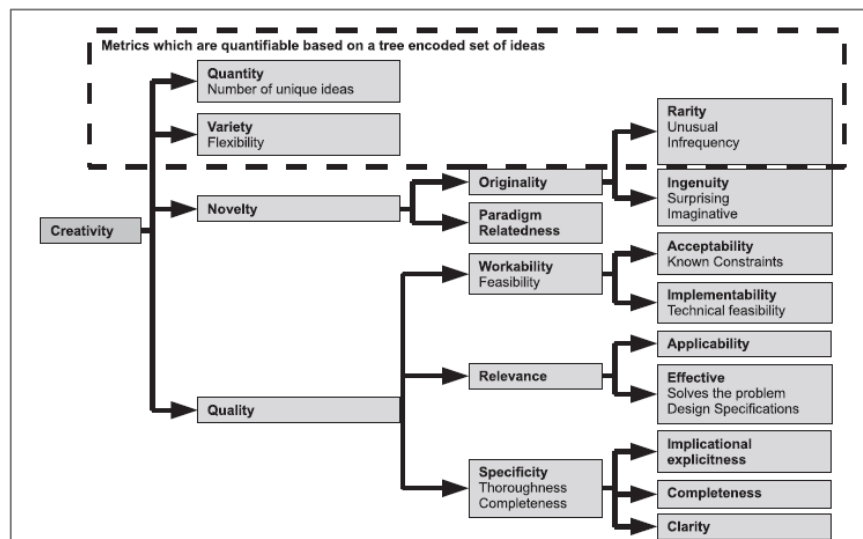 Metrics which are quantifiable based on a tree encoded set of ideas
Quantity
Number of unique ideas
Variety
Flexibility
Rarity
Unusual
Infrequency
Originality
Ingenuity
Surprising
Imaginative
Novelty
Paradigm
Relatedness
Creativity
Workability
Feasibility
Acceptability
Known Constraints
Implementability
Technical feasibility
Applicability
Relevance
Effective
Solves the problem
Design Specifications
Quality
Specificity
Thoroughness
Completeness
Implicational
explicitness
Completeness
Clarity